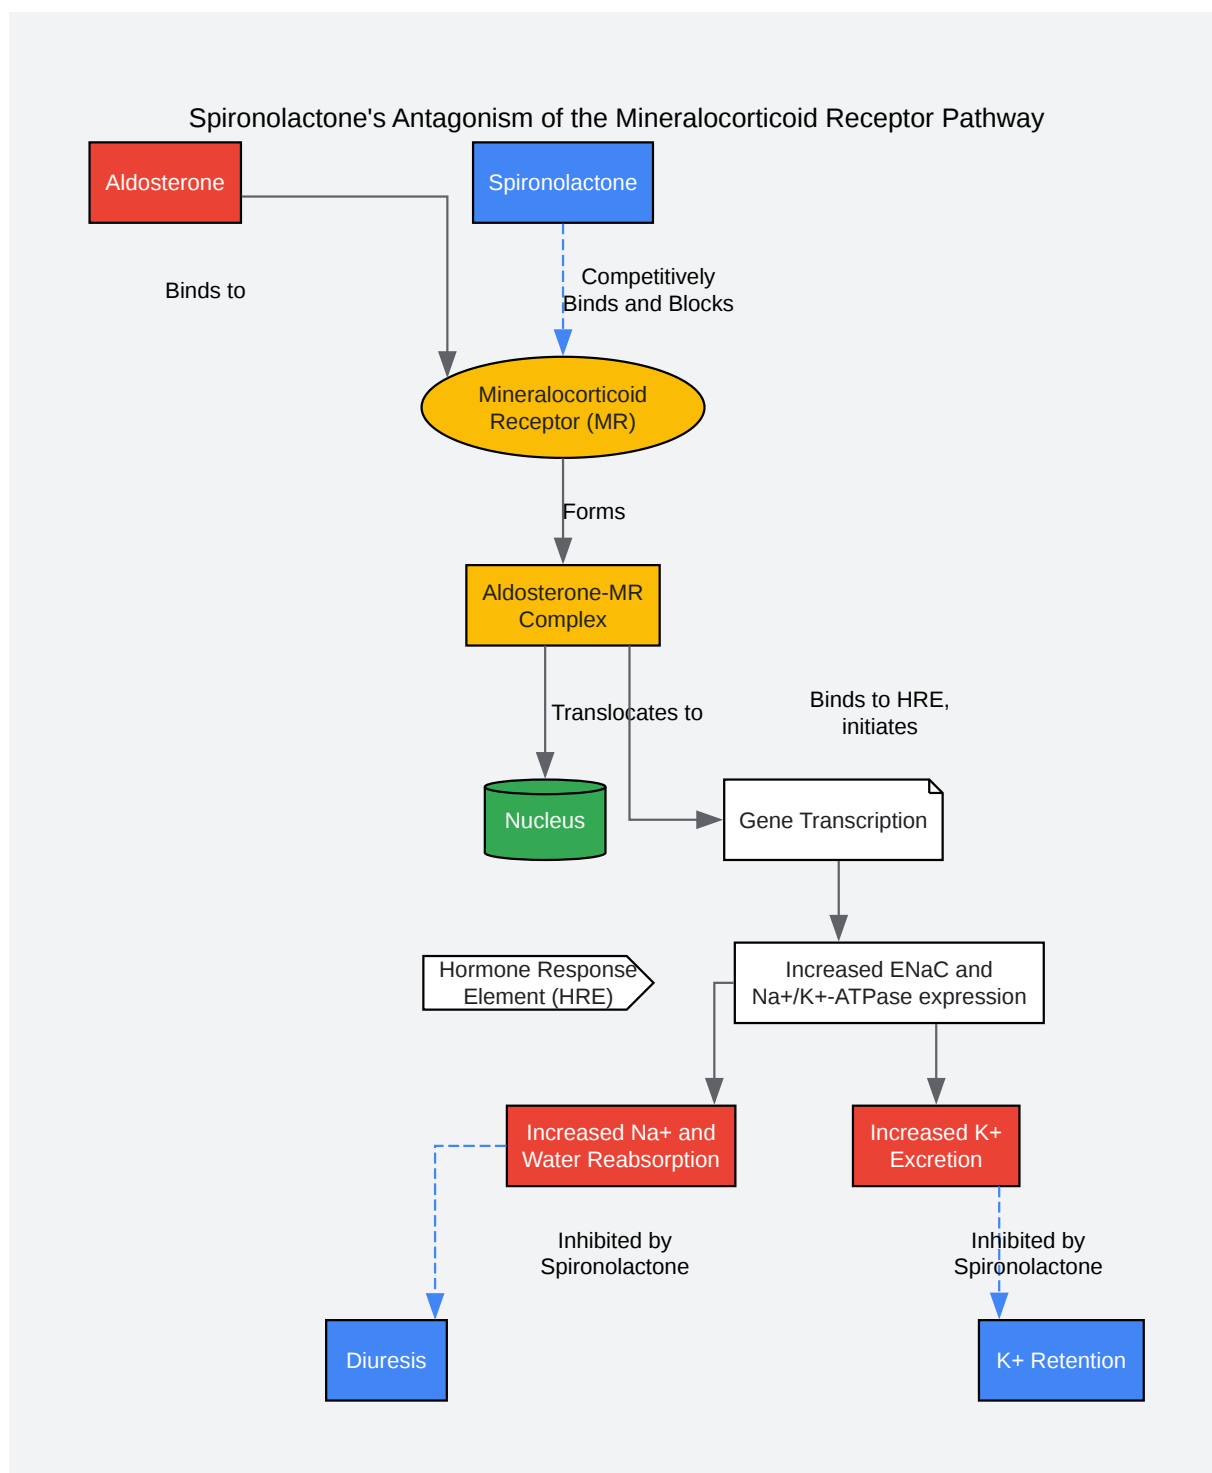 Spironolactone's Antagonism of the Mineralocorticoid Receptor Pathway
Aldosterone
Spironolactone
Binds to
Competitively
Binds and Blocks
Mineralocorticoid
Receptor (MR)
Forms
Aldosterone-MR
Complex
Translocates to
Binds to HRE,
initiates
Nucleus
Gene Transcription
Hormone Response
Element (HRE)
Increased ENaC and
Na+/K+-ATPase expression
Increased Na+ and
Water Reabsorption
Increased K+
Excretion
Inhibited by
Spironolactone
Inhibited by
Spironolactone
Diuresis
K+ Retention